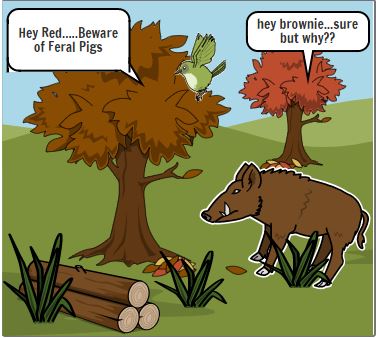 Hey Red.....Beware
of Feral Pigs
hey brownie...sure
but why??